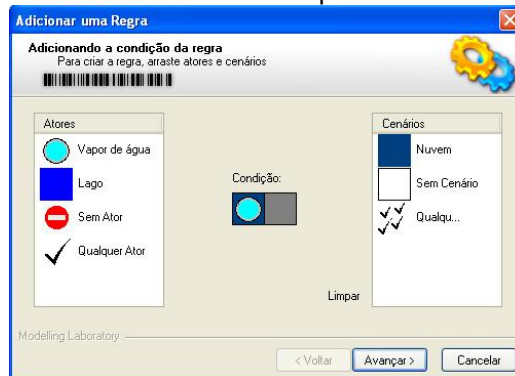 Adicionar uma Regra
Adicionando a condição da regra
Para criar a regra, arraste atores e cenários
Atores
Vapor de água
Lago
Sem Ator
Qualquer Ator
Condição:
Cenários
Nuvem
Sem Cenário
Qualqu...
Limpar
Modelling Laboratory
< Voltar
Avançar >
Cancelar